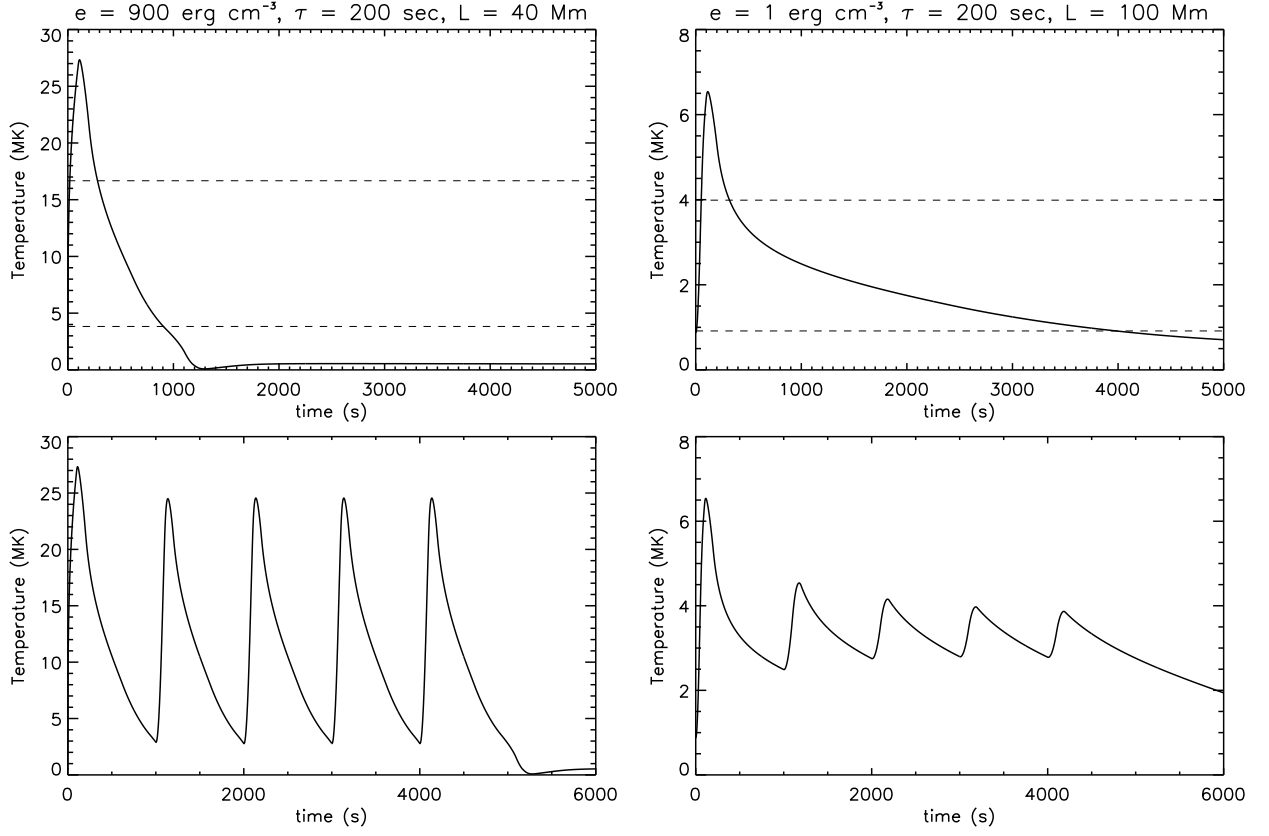 e = 900 erg cm⁻³, τ = 200 sec, L = 40 Mm
30
25
20
15
10
5
0
Temperature (MK)
0 1000 2000 3000 4000 5000
time (s)
e = 1 erg cm⁻³, τ = 200 sec, L = 100 Mm
8
6
4
2
0
Temperature (MK)
0 1000 2000 3000 4000 5000
time (s)
30
25
20
15
10
5
0
Temperature (MK)
0 2000 4000 6000
time (s)
8
6
4
2
0
Temperature (MK)
0 2000 4000 6000
time (s)